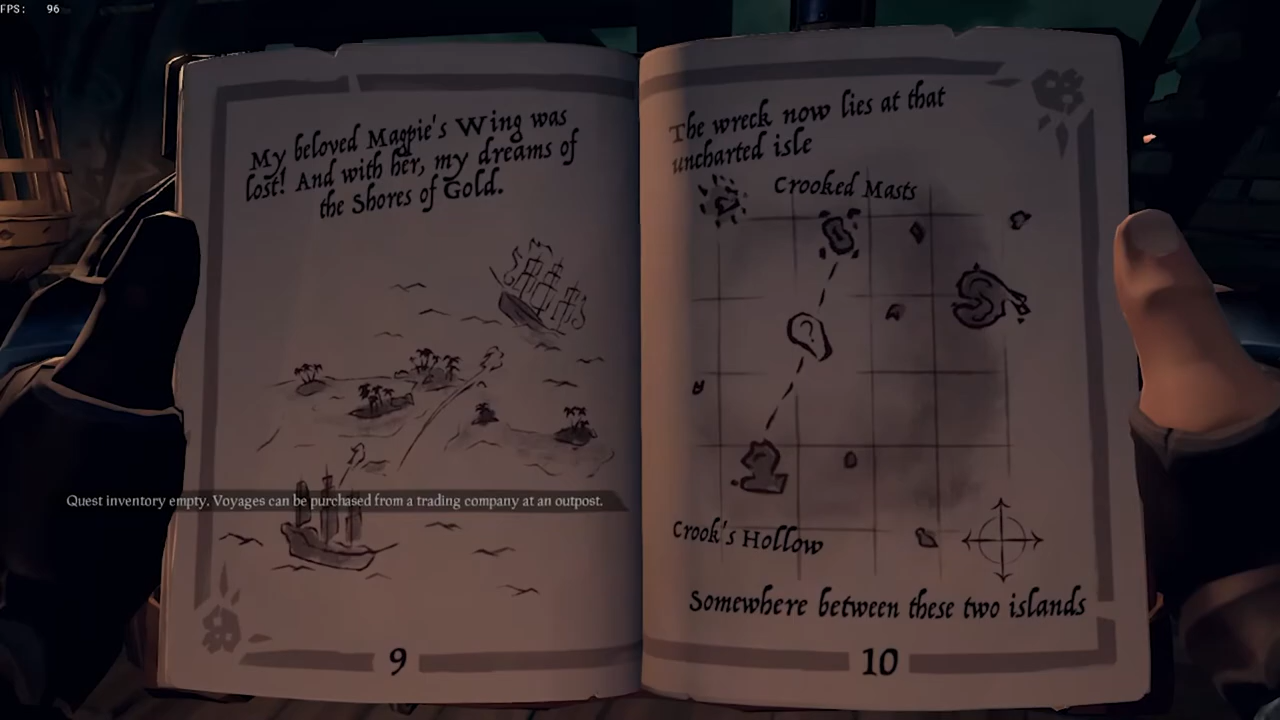 FPS: 96
My beloved Magpie's Wing was
lost! And with her, my dreams of
the Shores of Gold.
Quest inventory empty. Voyages can be purchased from a trading company at an outpost.
9
The wreck now lies at that
uncharted isle
Crooked Masts
?
Crook's Hollow
Somewhere between these two islands
10